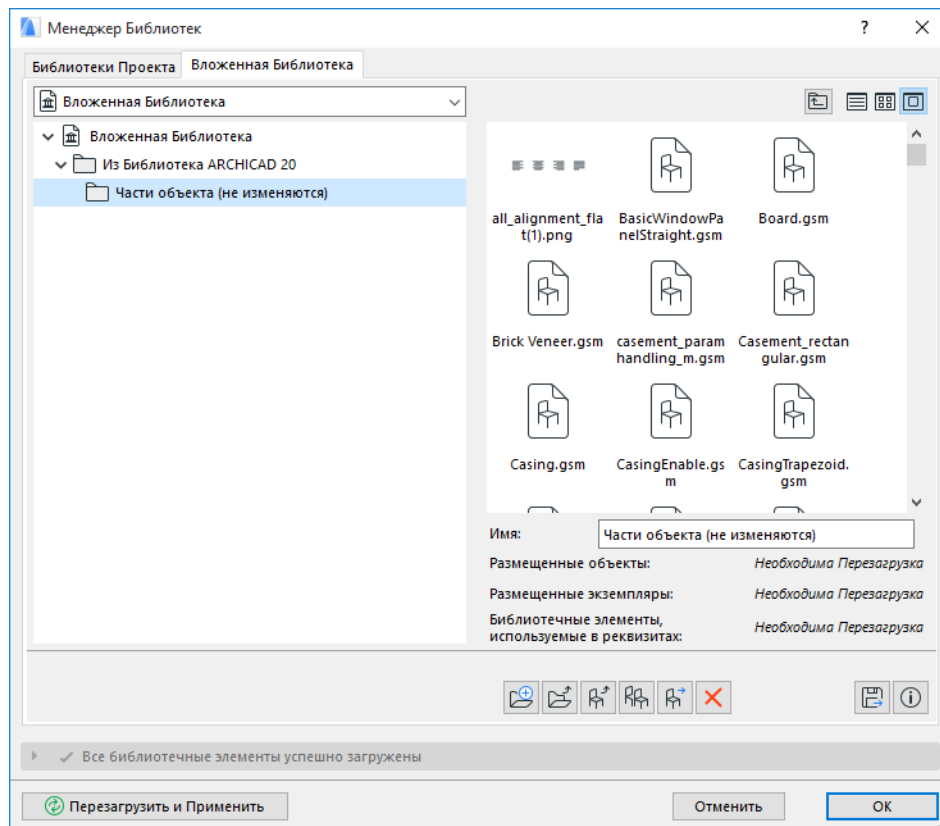 Менеджер Библиотек
?
Библиотеки Проекта
Вложенная Библиотека
Вложенная Библиотека
Вложенная Библиотека
Из Библиотека ARCHICAD 20
Части объекта (не изменяются)
all_alignment_fla
t(1).png
BasicWindowPa
nelStraight.gsm
Board.gsm
Brick Veneer.gsm
casement_param
handling_m.gsm
Casement_rectan
gular.gsm
Casing.gsm
CasingEnable.gs
m
CasingTrapezoid.
gsm
Имя:
Части объекта (не изменяются)
Размещенные объекты:
Необходима Перезагрузка
Размещенные экземпляры:
Необходима Перезагрузка
Библиотечные элементы,
используемые в реквизитах:
Необходима Перезагрузка
Все библиотечные элементы успешно загружены
Перезагрузить и Применить
Отменить
ОК